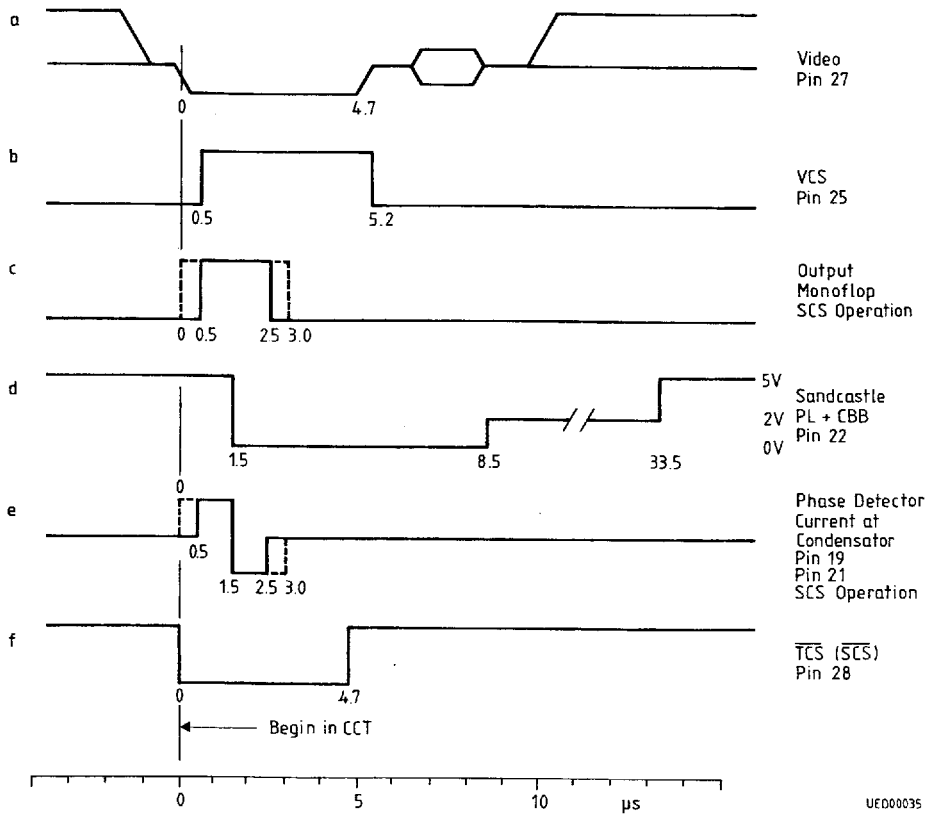 a
Video
Pin 27
0
4.7
b
VCS
Pin 25
0.5
5.2
c
Output
Monoflop
SCS Operation
0 0.5 25 3.0
d
5V
Sandcastle
2V
PL + CBB
Pin 22
0V
1.5
8.5
33.5
0
e
Phase Detector
Current at
Condensator
Pin 19
Pin 21
SCS Operation
0.5
1.5 2.5 3.0
f
TCS (SCS)
Pin 28
0
4.7
Begin in CCT
0 5 10 µs
UED00035